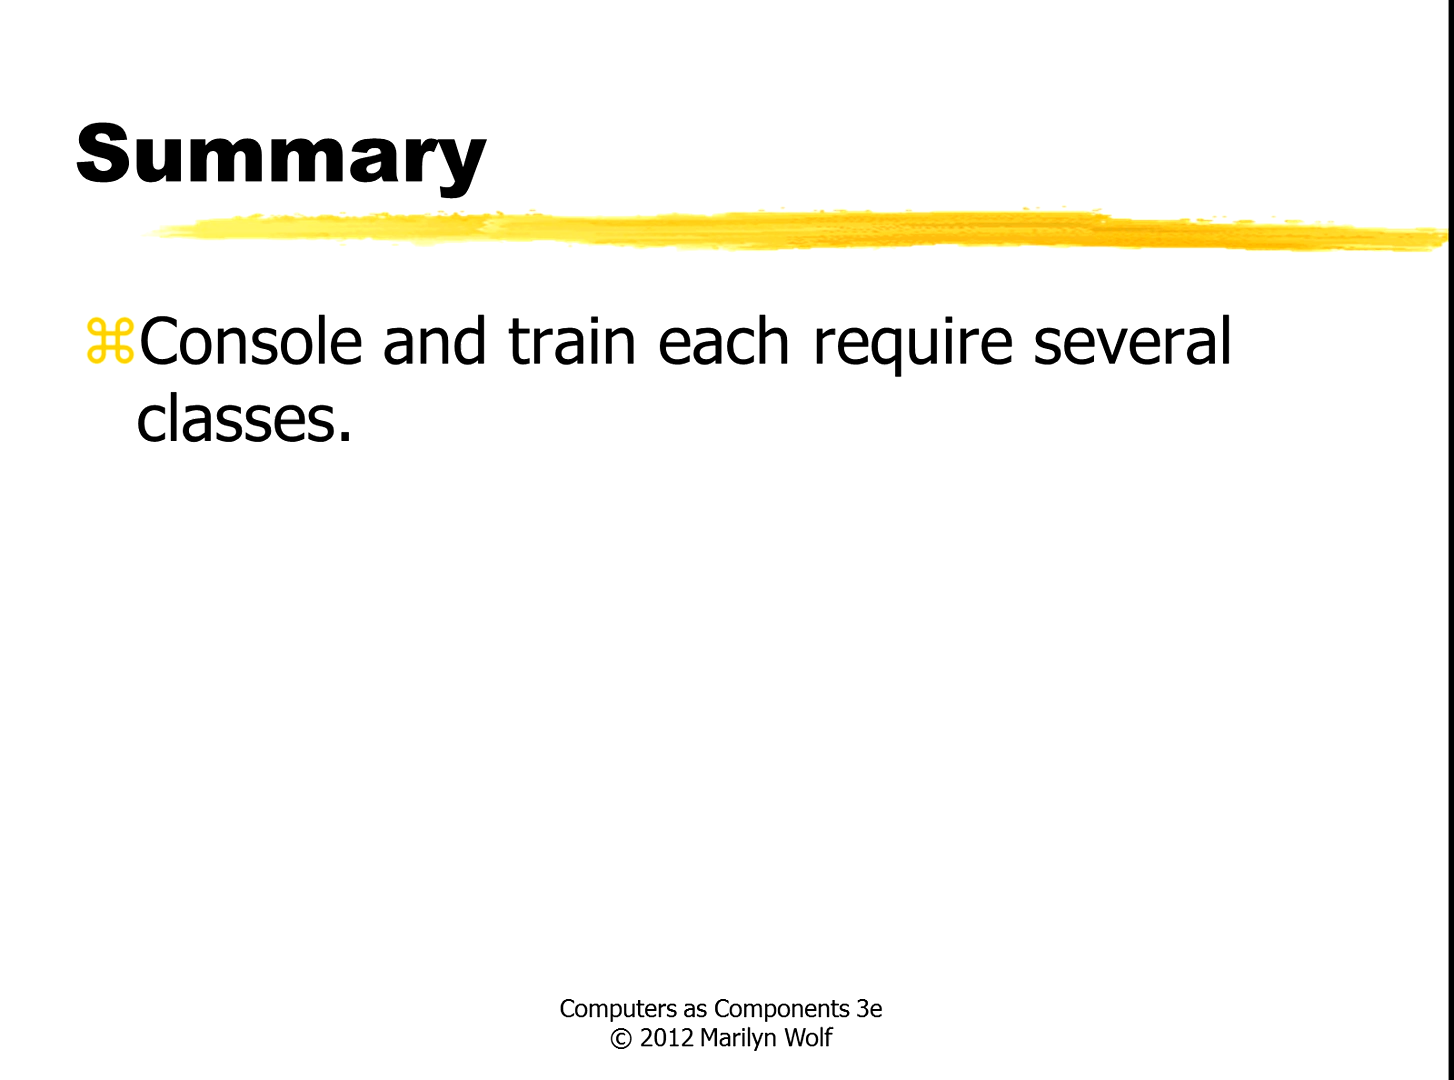 Summary
⌘Console and train each require several
classes.
Computers as Components 3e
© 2012 Marilyn Wolf